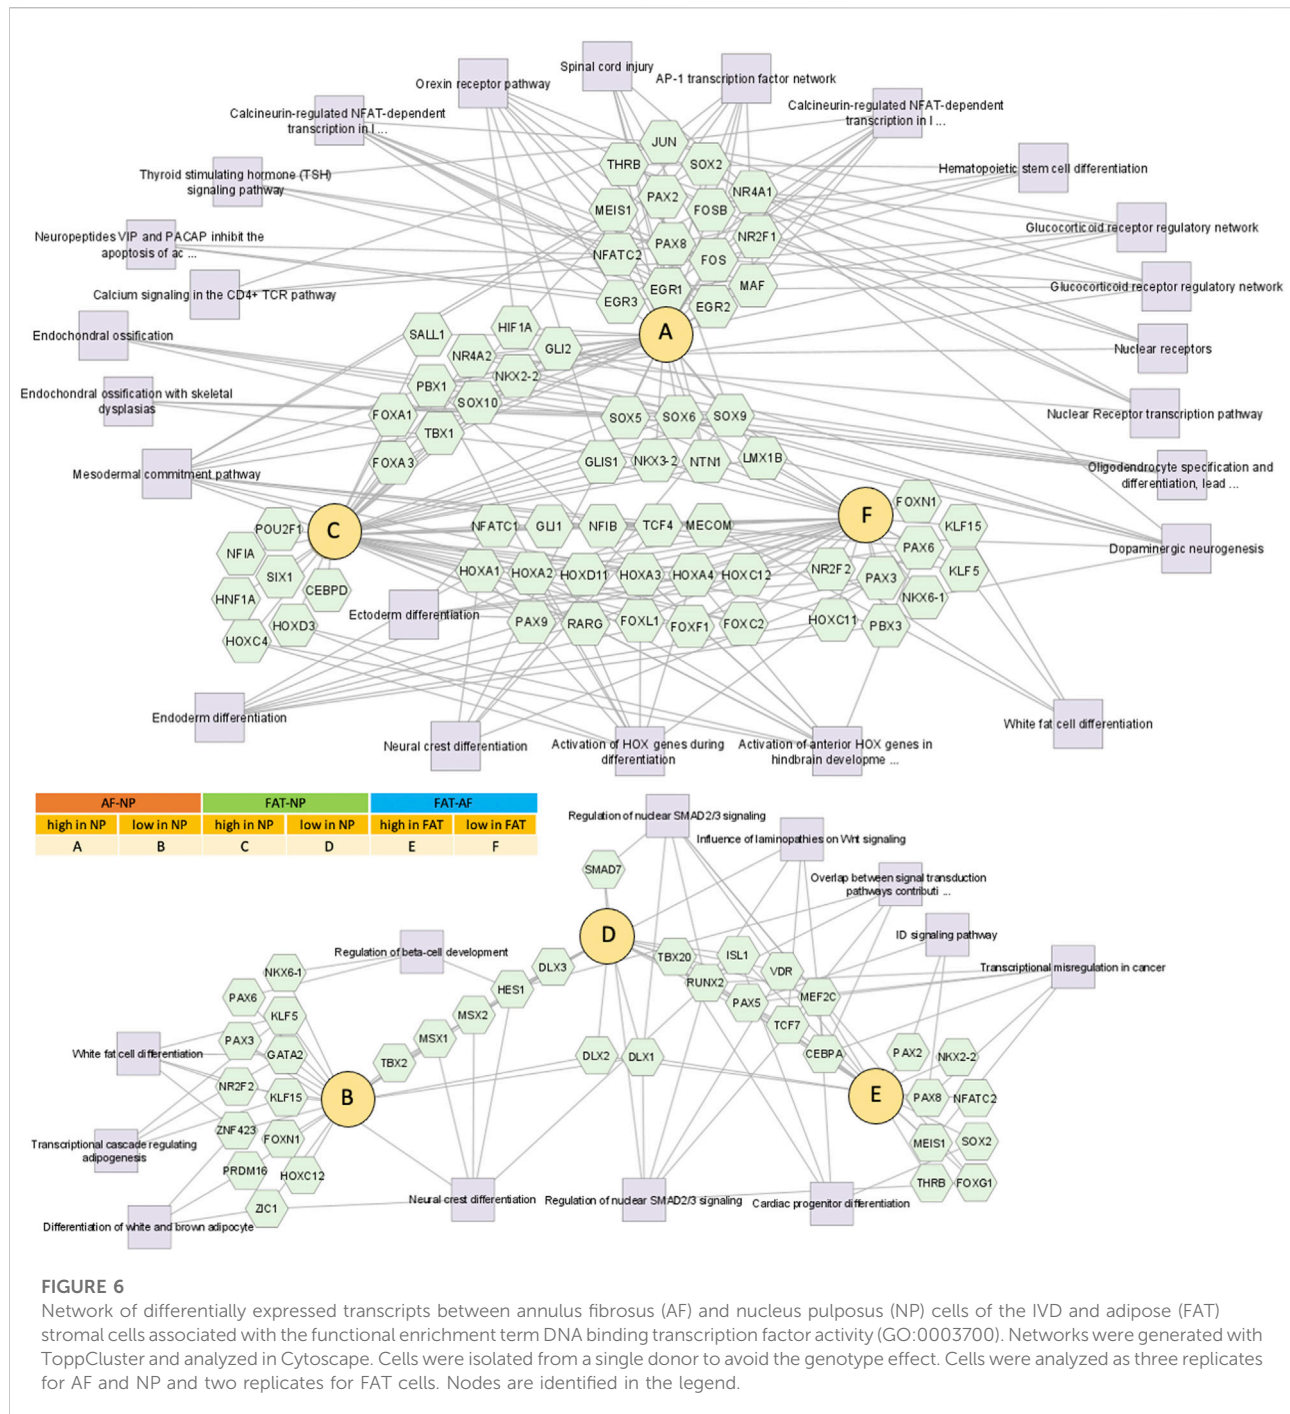 Spinal cord injury
Orexin receptor pathway
AP-1 transcription factor network
Calcineurin-regulated NFAT-dependent
transcription in l ...
Calcineurin-regulated NFAT-dependent
transcription in l ...
Thyroid stimulating hormone (TSH)
signaling pathway
Hematopoietic stem cell differentiation
Neuropeptides VIP and PACAP inhibit the
apoptosis of ac ...
Glucocorticoid receptor regulatory network
Calcium signaling in the CD4+ TCR pathway
Glucocorticoid receptor regulatory network
Endochondral ossification
Nuclear receptors
Endochondral ossification with skeletal
dysplasias
Nuclear Receptor transcription pathway
Mesodermal commitment pathway
Oligodendrocyte specification and
differentiation, lead ...
Dopaminergic neurogenesis
JUN
THRB
SOX2
PAX2
NR4A1
MEIS1
FOSB
NR2F1
PAX8
NFATC2
FOS
EGR1
MAF
EGR3
EGR2
A
SALL1
HIF1A
NR4A2
GLI2
PBX1
NKX2-2
SOX10
FOXA1
TBX1
FOXA3
SOX5
SOX6
SOX9
GLIS1
NKX3-2
NTN1
LMX1B
C
F
POU2F1
NFIA
SIX1
CEBPD
HNF1A
HOXD3
HOXC4
NFATC1
GLI1
NFIB
TCF4
MECOM
HOXA1
HOXA2
HOXD11
HOXA3
HOXA4
HOXC12
PAX9
RARG
FOXL1
FOXF1
FOXC2
FOXN1
KLF15
PAX6
KLF5
NR2F2
PAX3
NKX6-1
HOXC11
PBX3
Ectoderm differentiation
Endoderm differentiation
Neural crest differentiation
Activation of HOX genes during
differentiation
Activation of anterior HOX genes in
hindbrain developme ...
White fat cell differentiation
AF-NP FAT-NP FAT-AF
high in NP low in NP high in NP low in NP high in FAT low in FAT
A B C D E F
Regulation of nuclear SMAD2/3 signaling
Influence of laminopathies on Wnt signaling
Overlap between signal transduction
pathways contributi ...
ID signaling pathway
Transcriptional misregulation in cancer
Regulation of beta-cell development
SMAD7
D
DLX3
HES1
MSX2
MSX1
TBX2
TBX20
ISL1
RUNX2
VDR
PAX5
MEF2C
TCF7
CEBPA
DLX2
DLX1
NKX6-1
PAX6
KLF5
PAX3
GATA2
NR2F2
KLF15
ZNF423
FOXN1
PRDM16
HOXC12
ZIC1
B
E
PAX2
NKX2-2
PAX8
NFATC2
MEIS1
SOX2
THRB
FOXG1
White fat cell differentiation
Transcriptional cascade regulating
adipogenesis
Differentiation of white and brown adipocyte
Neural crest differentiation
Regulation of nuclear SMAD2/3 signaling
Cardiac progenitor differentiation
FIGURE 6
Network of differentially expressed transcripts between annulus fibrosus (AF) and nucleus pulposus (NP) cells of the IVD and adipose (FAT)
stromal cells associated with the functional enrichment term DNA binding transcription factor activity (GO:0003700). Networks were generated with
ToppCluster and analyzed in Cytoscape. Cells were isolated from a single donor to avoid the genotype effect. Cells were analyzed as three replicates
for AF and NP and two replicates for FAT cells. Nodes are identified in the legend.